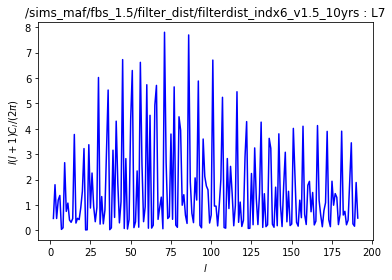 /sims_maf/fbs_1.5/filter_dist/filterdist_indx6_v1.5_10yrs : L7
8
7
6
5
4
3
2
1
0
l(l + 1)C_l/(2π)
0 25 50 75 100 125 150 175 200
l